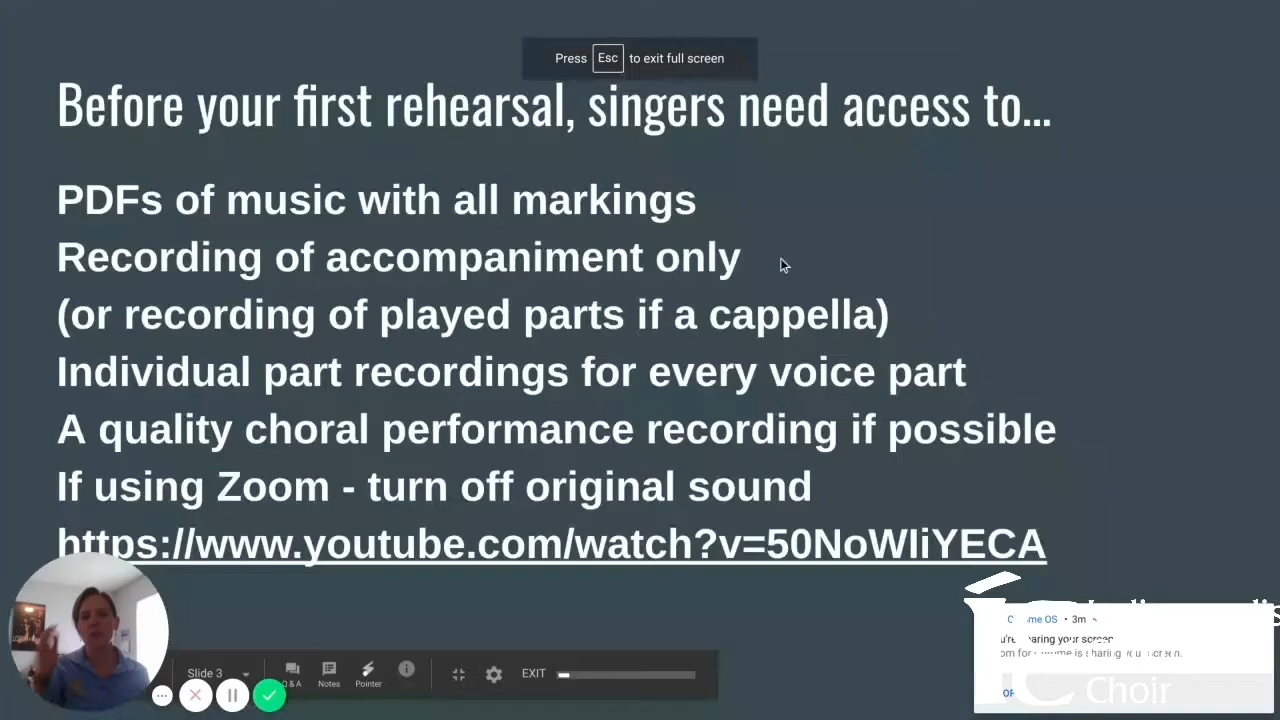 Press Esc to exit full screen
Before your first rehearsal, singers need access to...
PDFs of music with all markings
Recording of accompaniment only
(or recording of played parts if a cappella)
Individual part recordings for every voice part
A quality choral performance recording if possible
If using Zoom - turn off original sound
https://www.youtube.com/watch?v=50NoWIiYECA
OS • 3m
sharing your screen
Slide 3
Notes
Pointer
EXIT
Choir